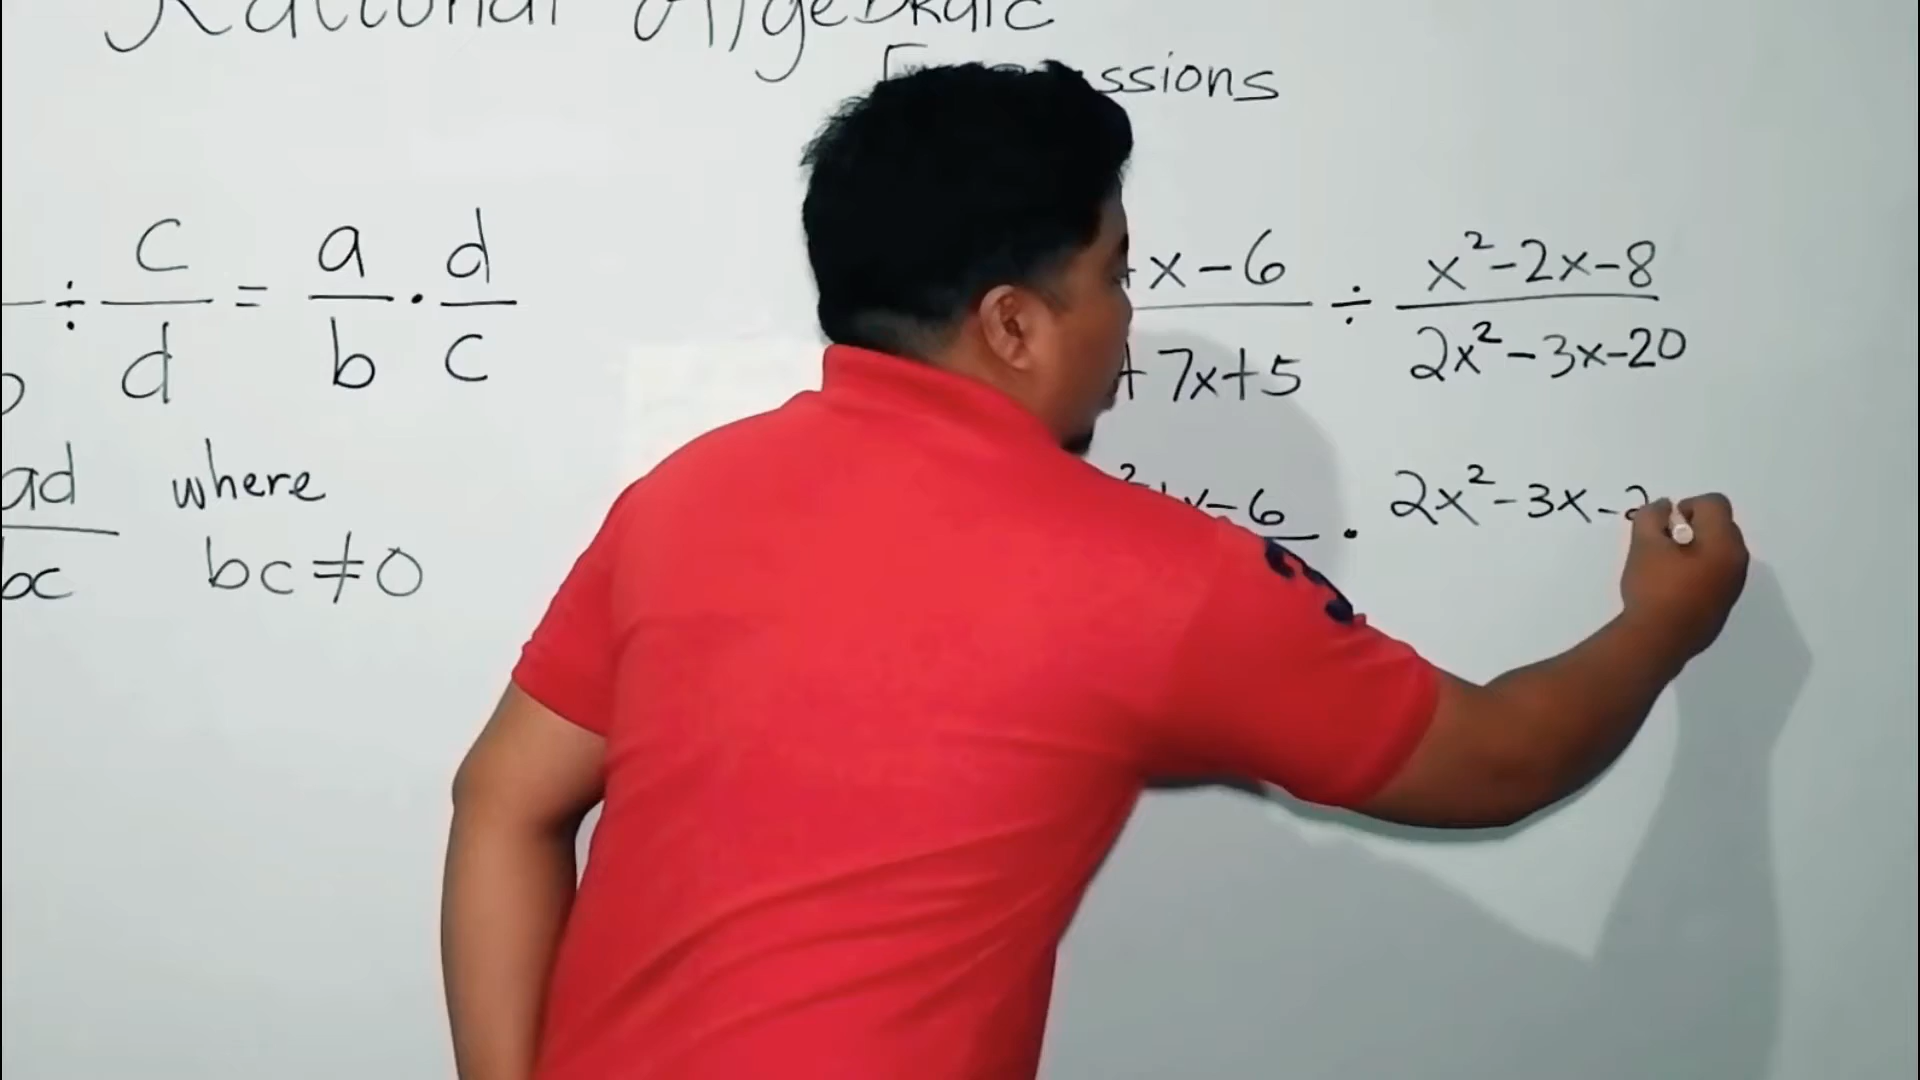 Rational Algebraic
Expressions
÷ c/d = a/b · d/c
ad/bc where bc≠0
x-6 / +7x+5 ÷ x²-2x-8 / 2x²-3x-20
²+x-6 · 2x²-3x-2